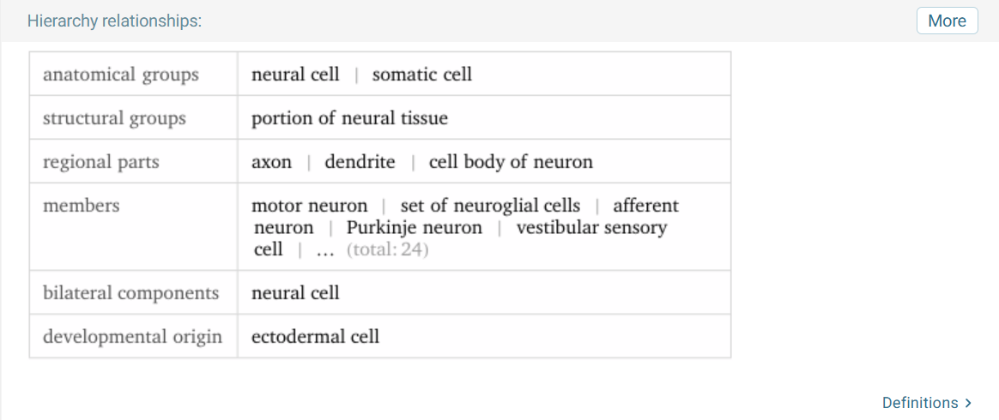 Hierarchy relationships:
More
anatomical groups neural cell | somatic cell
structural groups portion of neural tissue
regional parts axon | dendrite | cell body of neuron
members motor neuron | set of neuroglial cells | afferent
neuron | Purkinje neuron | vestibular sensory
cell | … (total: 24)
bilateral components neural cell
developmental origin ectodermal cell
Definitions >